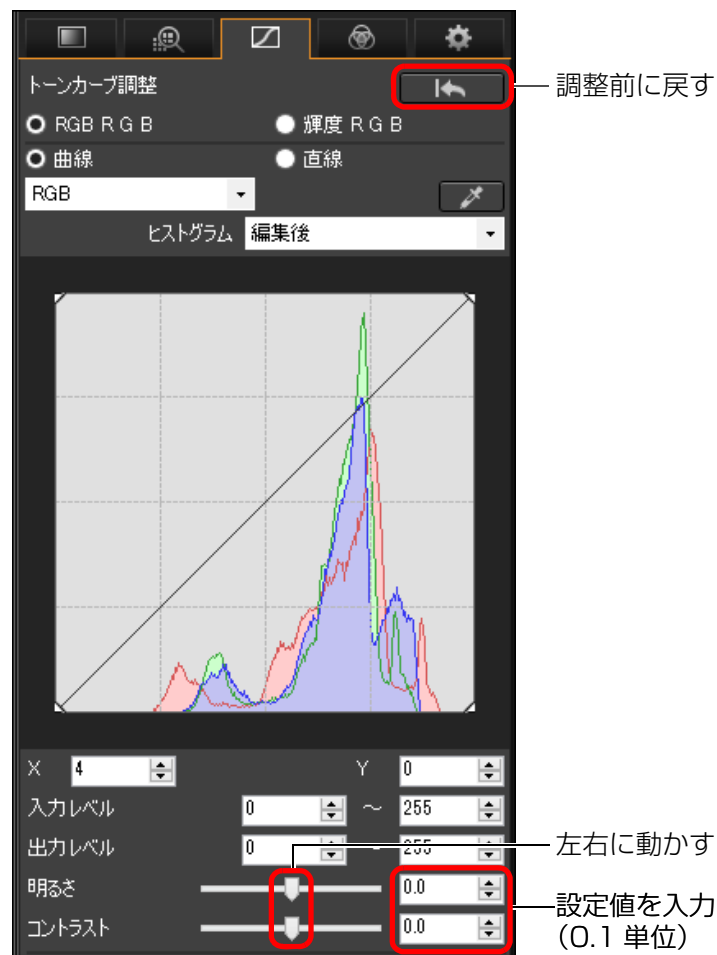 トーンカーブ調整
調整前に戻す
RGB R G B
輝度 R G B
曲線
直線
RGB
ヒストグラム
編集後
X 4
Y 0
入力レベル 0 ～ 255
出力レベル 0 ～ 255
左右に動かす
明るさ 0.0
コントラスト 0.0
設定値を入力
（0.1 単位）